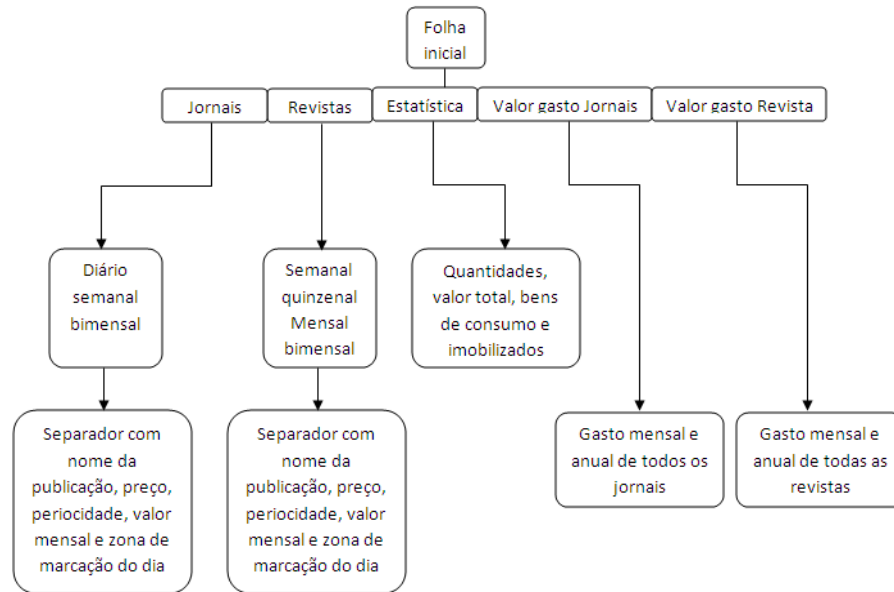 Folha
inicial
Jornais
Revistas
Estatística
Valor gasto Jornais
Valor gasto Revista
Diário
semanal
bimensal
Semanal
quinzenal
Mensal
bimensal
Quantidades,
valor total, bens
de consumo e
imobilizados
Separador com
nome da
publicação, preço,
periocidade, valor
mensal e zona de
marcação do dia
Separador com
nome da
publicação, preço,
periocidade, valor
mensal e zona de
marcação do dia
Gasto mensal e
anual de todos os
jornais
Gasto mensal e
anual de todas as
revistas